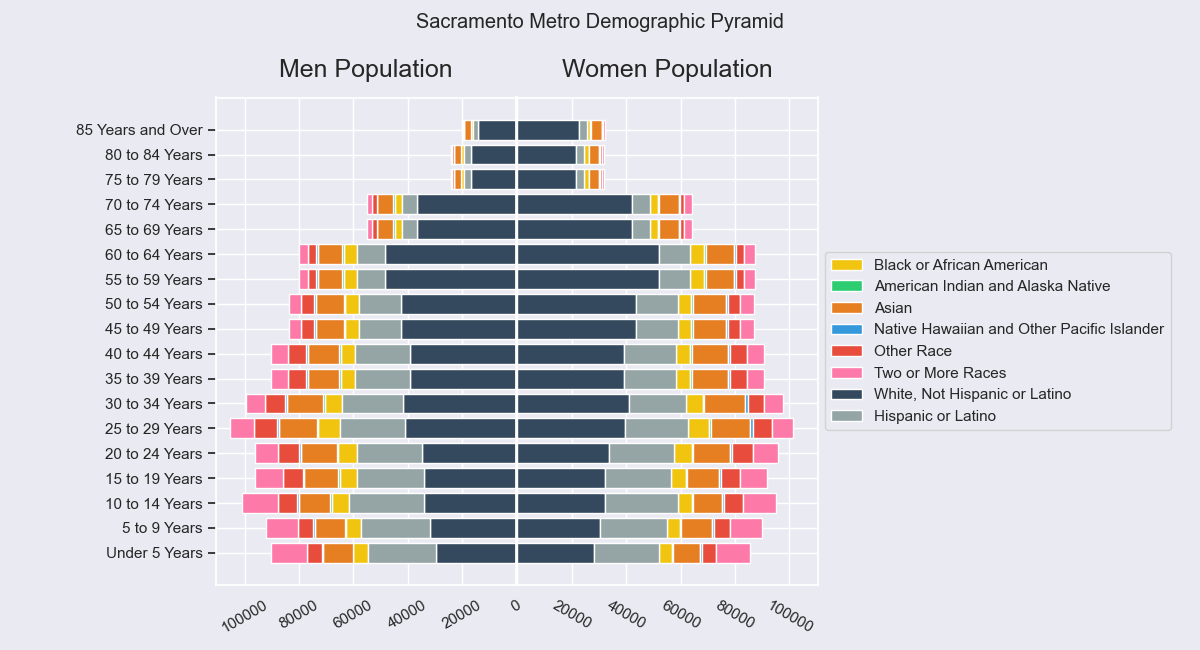 Sacramento Metro Demographic Pyramid
Men Population
Women Population
85 Years and Over
80 to 84 Years
75 to 79 Years
70 to 74 Years
65 to 69 Years
60 to 64 Years
55 to 59 Years
50 to 54 Years
45 to 49 Years
40 to 44 Years
35 to 39 Years
30 to 34 Years
25 to 29 Years
20 to 24 Years
15 to 19 Years
10 to 14 Years
5 to 9 Years
Under 5 Years
100000 80000 60000 40000 20000 0 20000 40000 60000 80000 100000
Black or African American
American Indian and Alaska Native
Asian
Native Hawaiian and Other Pacific Islander
Other Race
Two or More Races
White, Not Hispanic or Latino
Hispanic or Latino